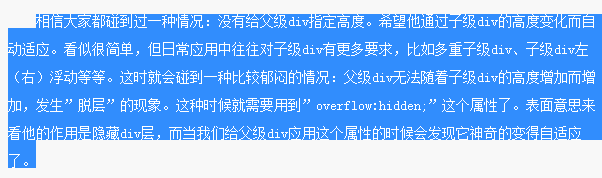 相信大家都碰到过一种情况：没有给父级div指定高度。希望他通过子级div的高度变化而自
动适应。看似很简单，但日常应用中往往对子级div有更多要求，比如多重子级div、子级div左
（右）浮动等等。这时就会碰到一种比较郁闷的情况：父级div无法随着子级div的高度增加而增
加，发生”脱层”的现象。这种时候就需要用到”overflow:hidden;”这个属性了。表面意思来
看他的作用是隐藏div层，而当我们给父级div应用这个属性的时候会发现它神奇的变得自适应
了。